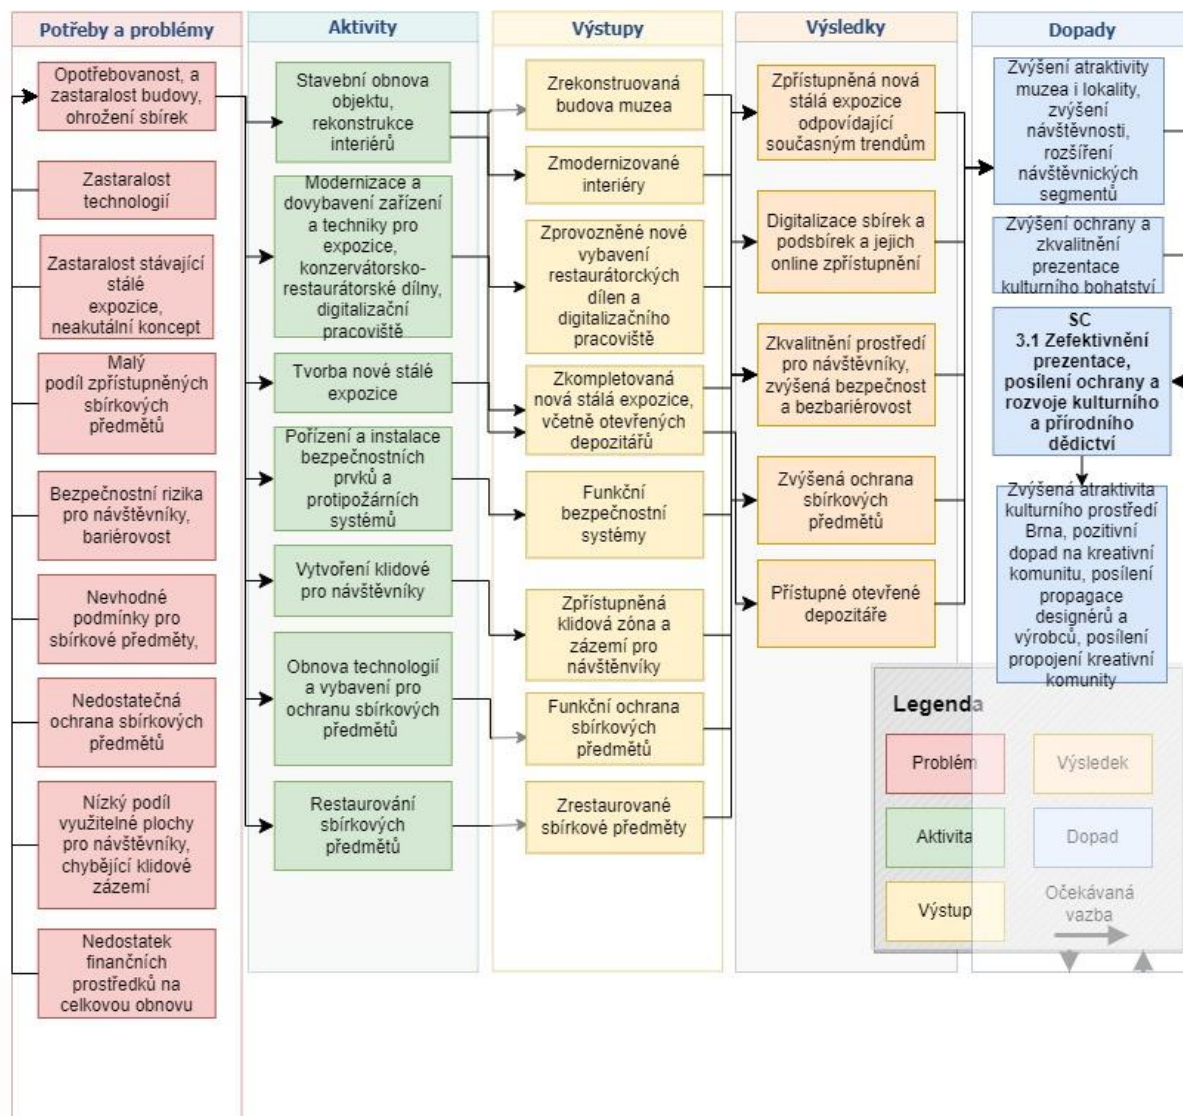 Potřeby a problémy
Opotřebovanost, a
zastaralost budovy,
ohrožení sbírek
Zastaralost
technologií
Zastaralost stávající
stálé
expozice,
neakutální koncept
Malý
podíl zpřístupněných
sbírkových
předmětů
Bezpečnostní rizika
pro návštěvníky,
bariérovost
Nevhodné
podmínky pro
sbírkové předměty,
Nedostatečná
ochrana sbírkových
předmětů
Nízký podíl
využitelné plochy
pro návštěvníky,
chybějící klidové
zázemí
Nedostatek
finančních
prostředků na
celkovou obnovu
Aktivity
Stavební obnova
objektu,
rekonstrukce
interiérů
Modernizace a
dovybavení zařízení
a techniky pro
expozice,
konzervátorsko-
restaurátorské dílny,
digitalizační
pracoviště
Tvorba nové stálé
expozice
Pořízení a instalace
bezpečnostních
prvků a
protipožárních
systémů
Vytvoření klidové
pro návštěvníky
Obnova technologií
a vybavení pro
ochranu sbírkových
předmětů
Restaurování
sbírkových
předmětů
Výstupy
Zrekonstruovaná
budova muzea
Zmodernizované
interiéry
Zprovozněné nové
vybavení
restaurátorckých
dílen a
digitalizačního
pracoviště
Zkompletovaná
nová stálá expozice,
včetně otevřených
depozitářů
Funkční
bezpečnostní
systémy
Zpřístupněná
klidová zóna a
zázemí pro
návštěnvíky
Funkční ochrana
sbírkových
předmětů
Zrestaurované
sbírkové předměty
Výsledky
Zpřístupněná nová
stálá expozice
odpovídající
současným trendům
Digitalizace sbírek a
podsbírek a jejich
online zpřístupnění
Zkvalitnění prostředí
pro návštěvníky,
zvýšená bezpečnost
a bezbariérovost
Zvýšená ochrana
sbírkových
předmětů
Přístupné otevřené
depozitáře
Dopady
Zvýšení atraktivity
muzea i lokality,
zvýšení
návštěvnosti,
rozšíření
návštěvnických
segmentů
Zvýšení ochrany a
zkvalitnění
prezentace
kulturního bohatství
SC
3.1 Zefektivnění
prezentace,
posílení ochrany a
rozvoje kulturního
a přírodního
dědictví
Zvýšená atraktivita
kulturního prostředí
Brna, pozitivní
dopad na kreativní
komunitu, posílení
propagace
designérů a
výrobců, posílení
propojení kreativní
komunity
Legenda
Problém
Výsledek
Aktivita
Dopad
Výstup
Očekávaná
vazba